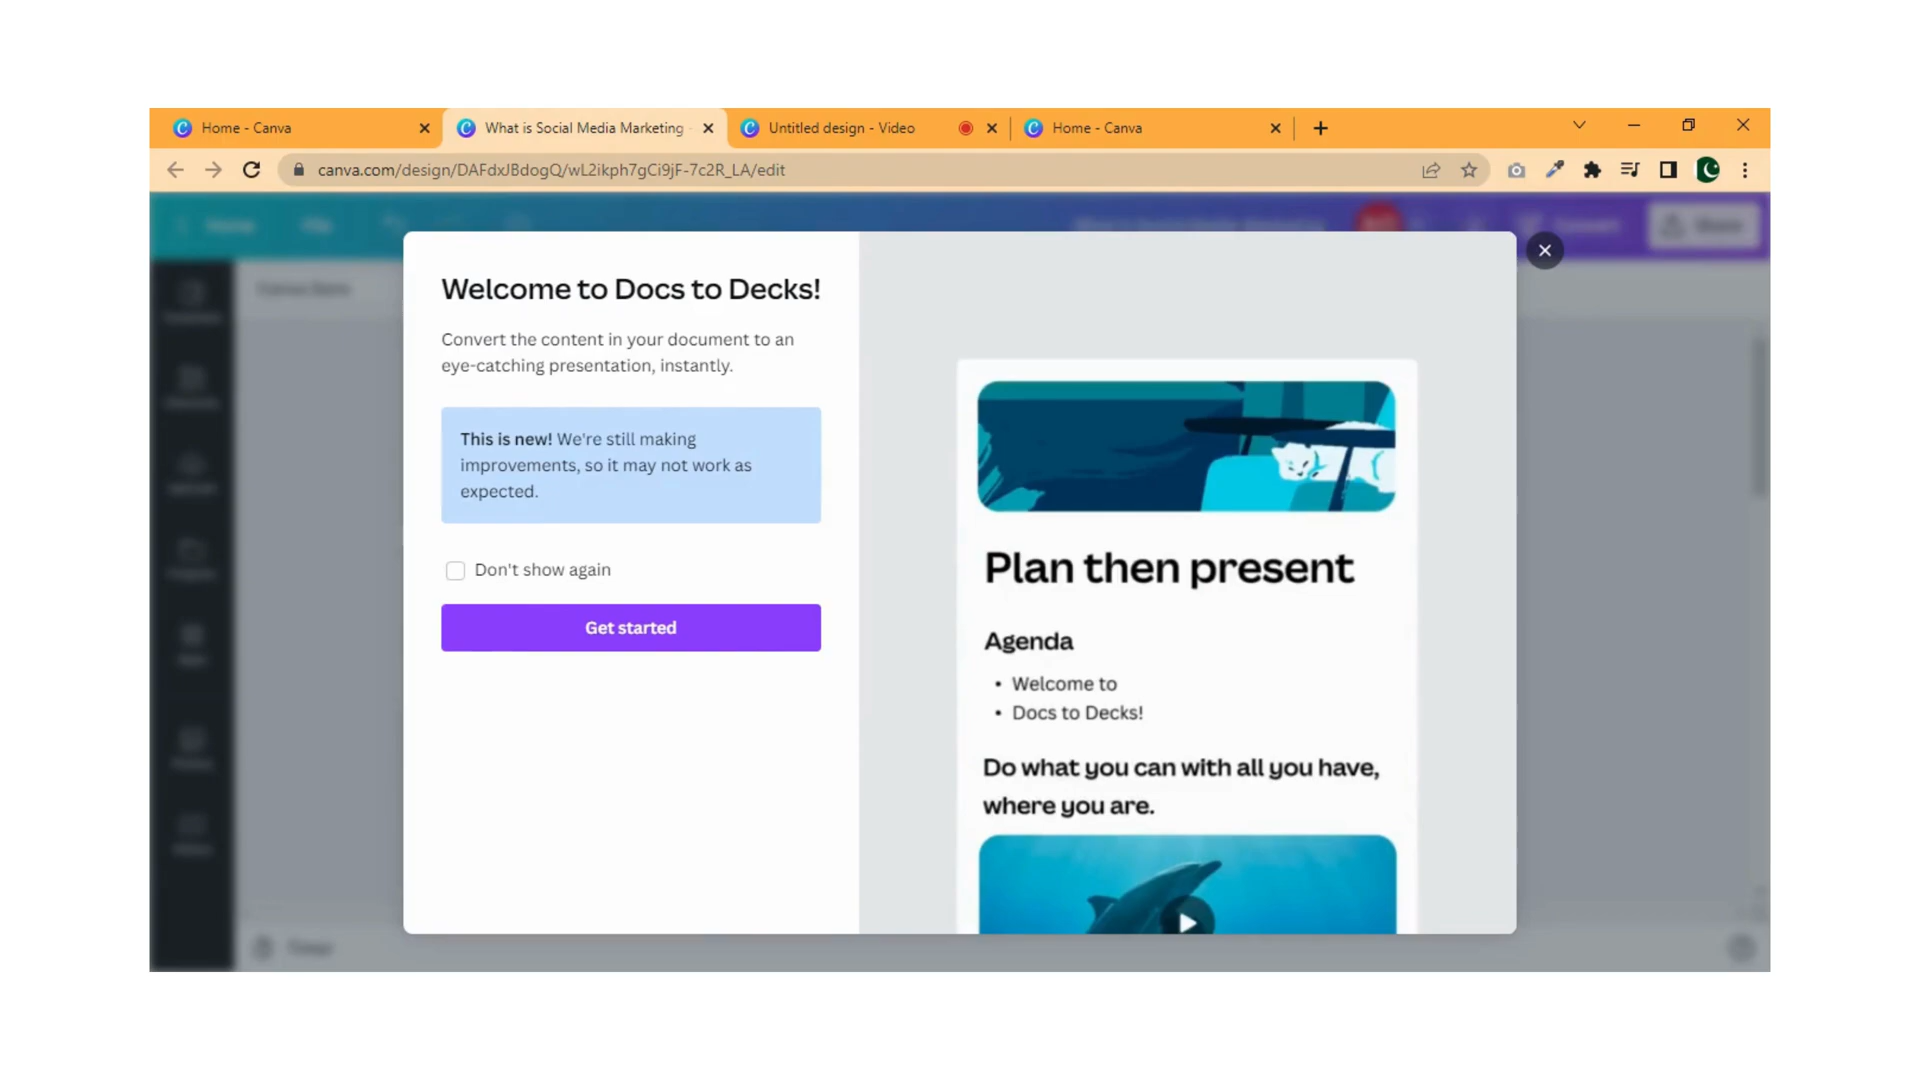 Home - Canva
What is Social Media Marketing
Untitled design - Video
Home - Canva
canva.com/design/DAFdxJBdogQ/wL2ikph7gCi9jF-7c2R_LA/edit
Home
File
Share
Welcome to Docs to Decks!
Convert the content in your document to an
eye-catching presentation, instantly.
This is new! We're still making
improvements, so it may not work as
expected.
Don't show again
Get started
Plan then present
Agenda
• Welcome to
• Docs to Decks!
Do what you can with all you have,
where you are.